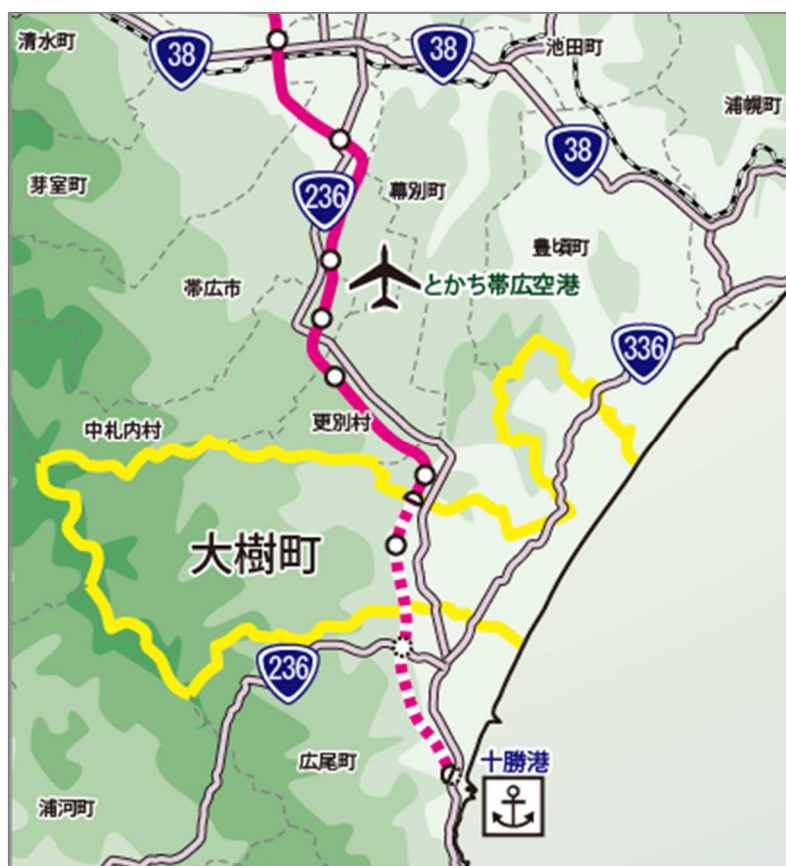 清水町
38
38
池田町
浦幌町
38
芽室町
236
幕別町
豊頃町
帯広市
とかち帯広空港
336
中札内村
更別村
大樹町
236
広尾町
十勝港
浦河町